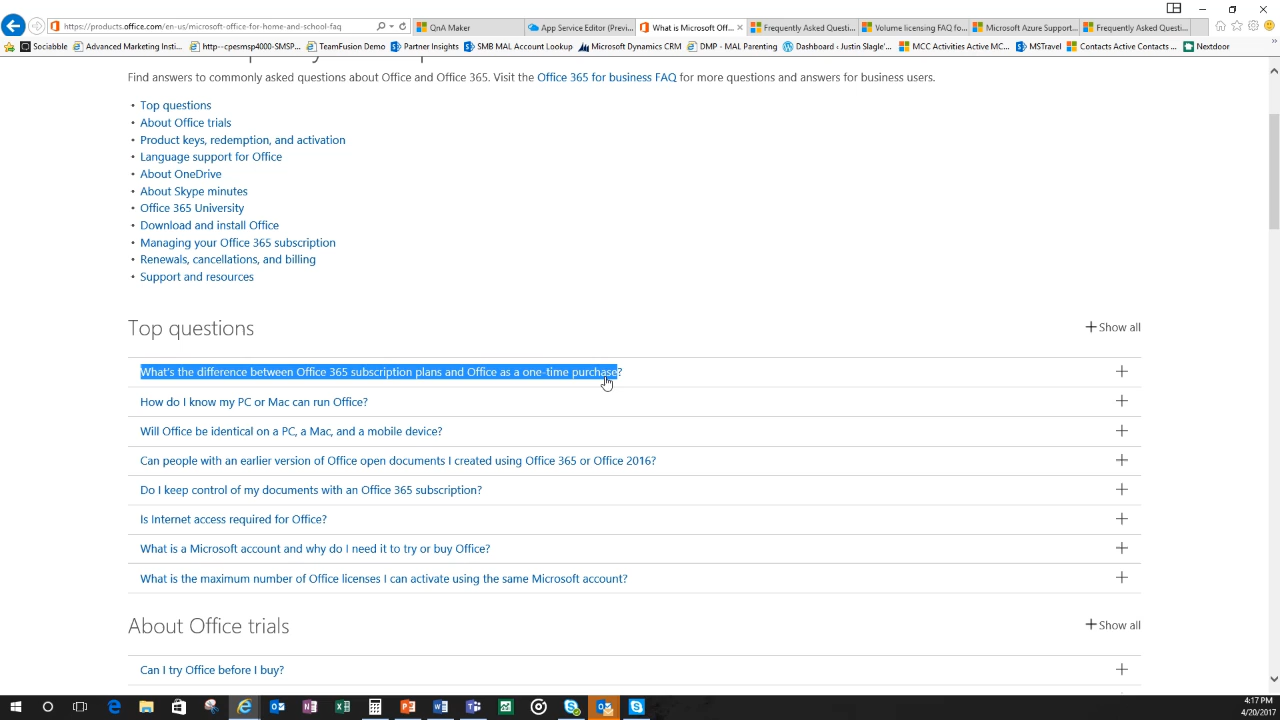 https://products.office.com/en-us/microsoft-office-for-home-and-school-faq
QnA Maker
App Service Editor (Previ...
What is Microsoft Off...
Frequently Asked Questi...
Volume licensing FAQ fo...
Microsoft Azure Support...
Frequently Asked Questi...
Sociabble
Advanced Marketing Insti...
http--cpesmsp4000-SMSP...
TeamFusion Demo
Partner Insights
SMB MAL Account Lookup
Microsoft Dynamics CRM
DMP - MAL Parenting
Dashboard ‹ Justin Slagle'...
MCC Activities Active MC...
MSTravel
Contacts Active Contacts ...
Nextdoor
Find answers to commonly asked questions about Office and Office 365. Visit the Office 365 for business FAQ for more questions and answers for business users.
• Top questions
• About Office trials
• Product keys, redemption, and activation
• Language support for Office
• About OneDrive
• About Skype minutes
• Office 365 University
• Download and install Office
• Managing your Office 365 subscription
• Renewals, cancellations, and billing
• Support and resources
Top questions
Show all
What's the difference between Office 365 subscription plans and Office as a one-time purchase?
How do I know my PC or Mac can run Office?
Will Office be identical on a PC, a Mac, and a mobile device?
Can people with an earlier version of Office open documents I created using Office 365 or Office 2016?
Do I keep control of my documents with an Office 365 subscription?
Is Internet access required for Office?
What is a Microsoft account and why do I need it to try or buy Office?
What is the maximum number of Office licenses I can activate using the same Microsoft account?
About Office trials
Show all
Can I try Office before I buy?
4:17 PM
4/20/2017